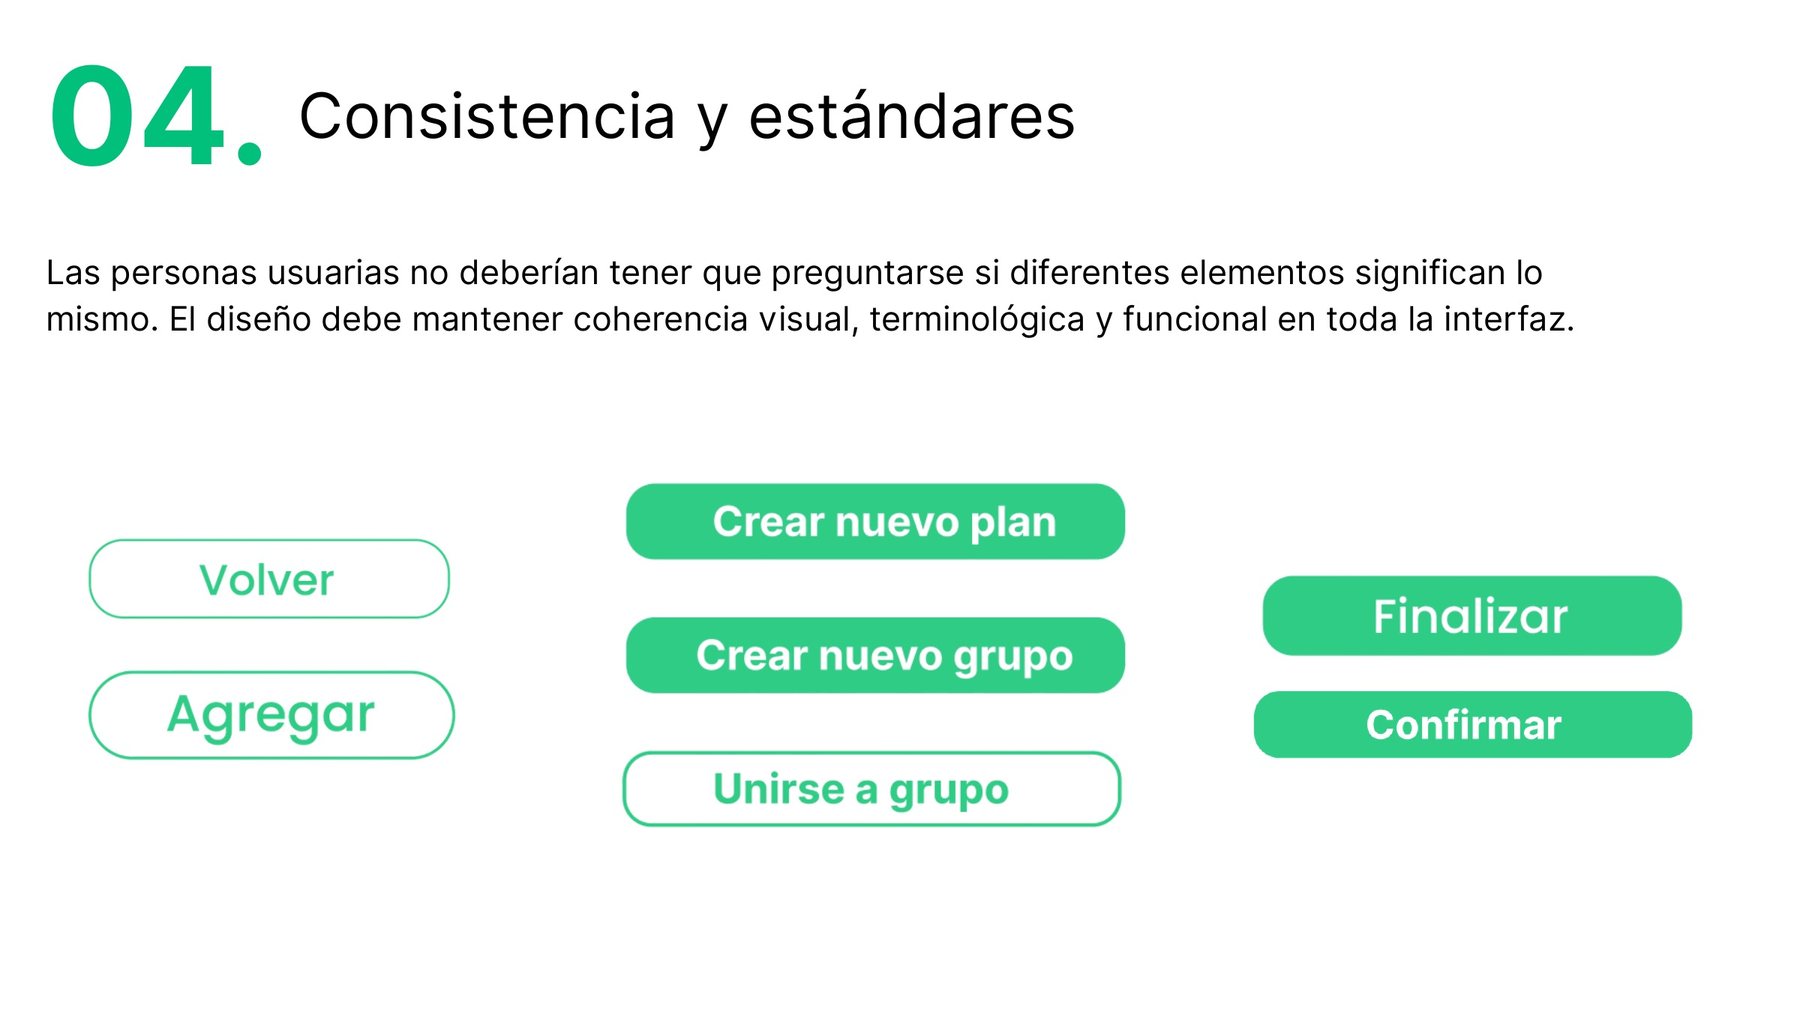 04. Consistencia y estándares
Las personas usuarias no deberían tener que preguntarse si diferentes elementos significan lo
mismo. El diseño debe mantener coherencia visual, terminológica y funcional en toda la interfaz.
Volver
Agregar
Crear nuevo plan
Crear nuevo grupo
Unirse a grupo
Finalizar
Confirmar